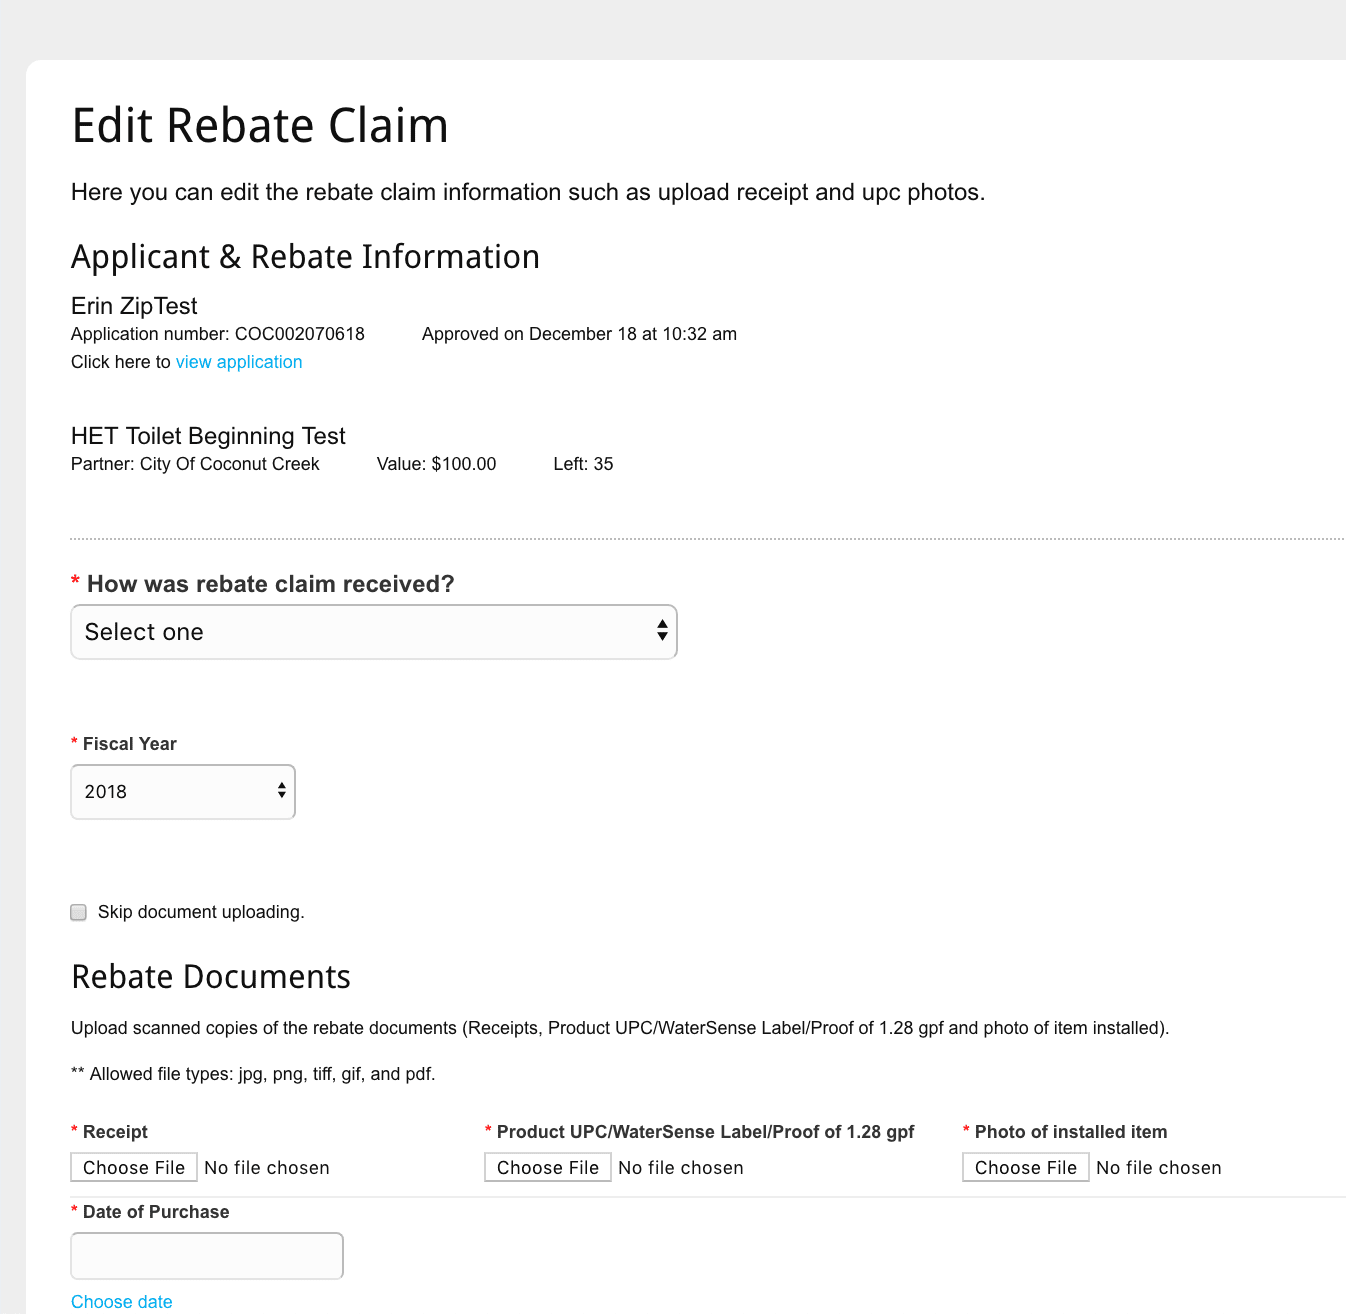 Edit Rebate Claim
Here you can edit the rebate claim information such as upload receipt and upc photos.
Applicant & Rebate Information
Erin ZipTest
Application number: COC002070618 Approved on December 18 at 10:32 am
Click here to view application
HET Toilet Beginning Test
Partner: City Of Coconut Creek Value: $100.00 Left: 35
* How was rebate claim received?
Select one
* Fiscal Year
2018
Skip document uploading.
Rebate Documents
Upload scanned copies of the rebate documents (Receipts, Product UPC/WaterSense Label/Proof of 1.28 gpf and photo of item installed).
** Allowed file types: jpg, png, tiff, gif, and pdf.
* Receipt * Product UPC/WaterSense Label/Proof of 1.28 gpf * Photo of installed item
Choose File No file chosen Choose File No file chosen Choose File No file chosen
* Date of Purchase
Choose date